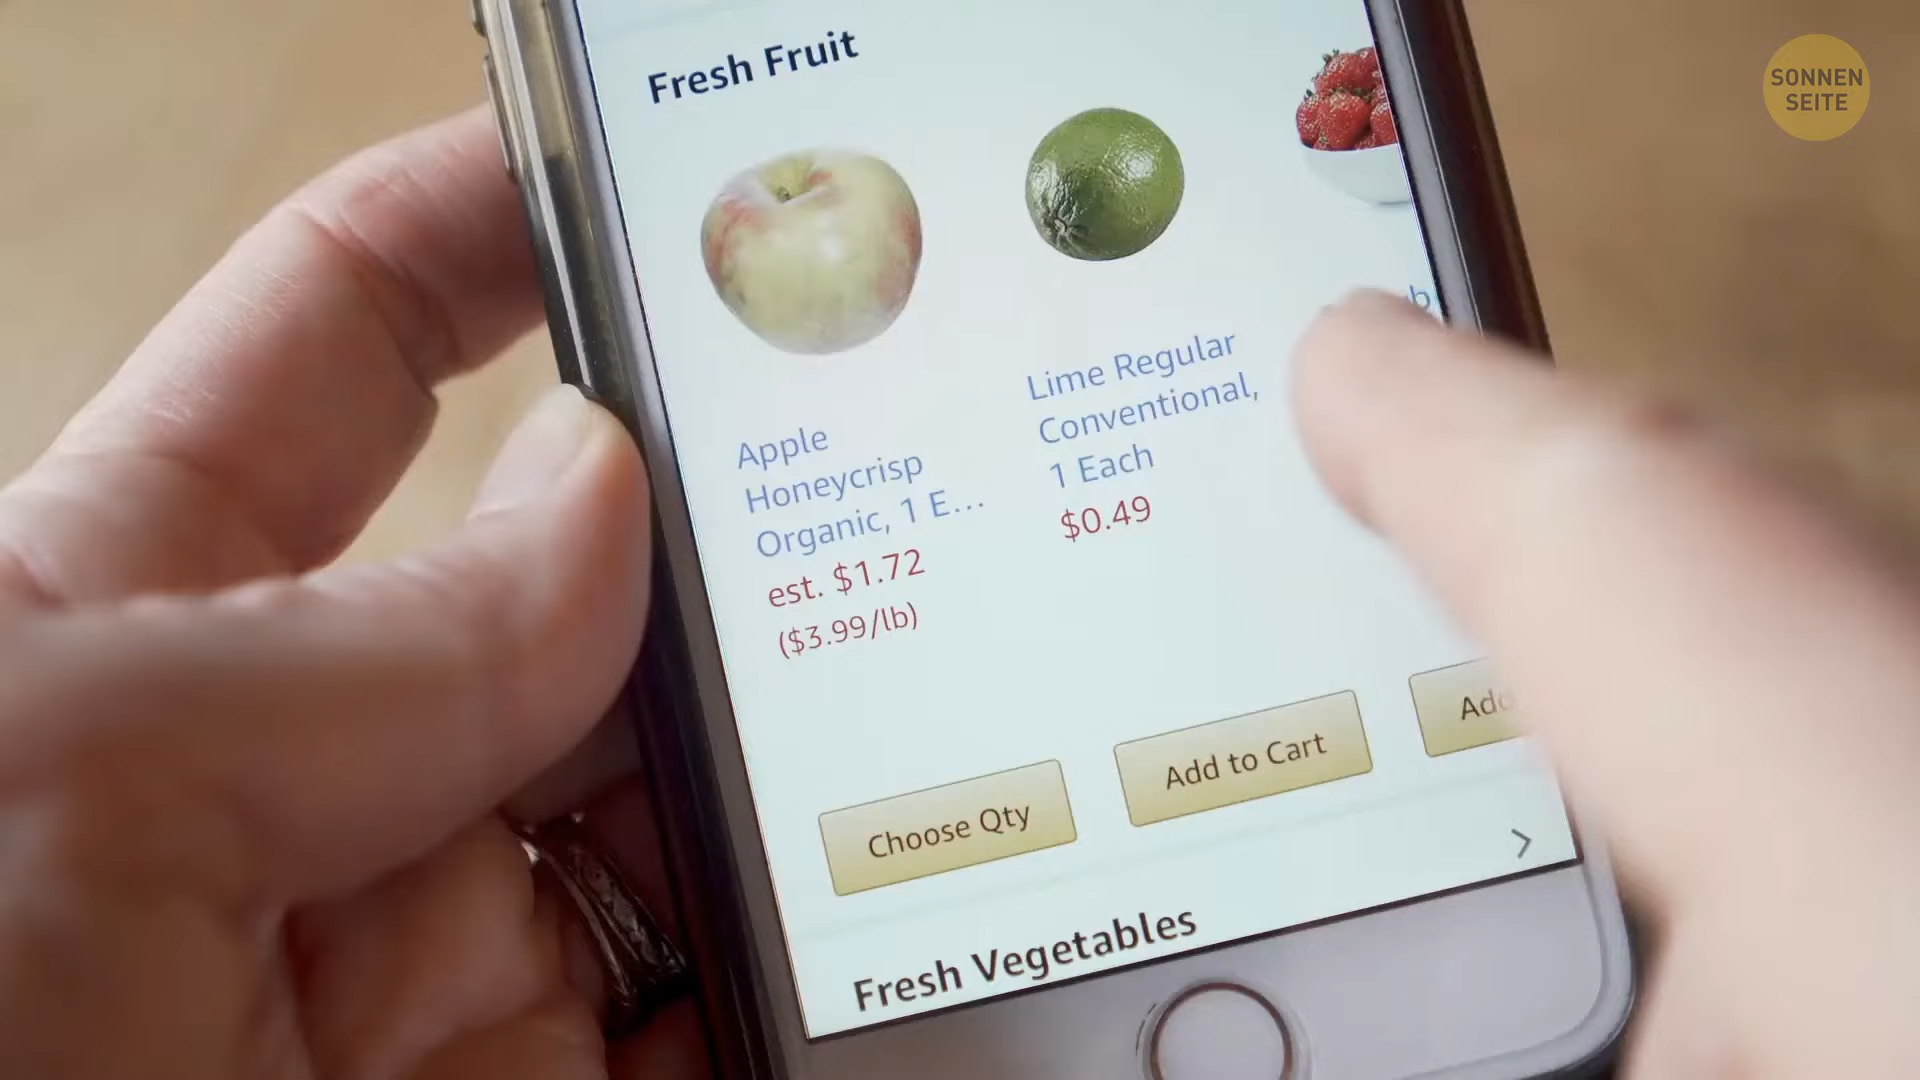 SONNEN
SEITE
Fresh Fruit
Apple
Honeycrisp
Organic, 1 E...
est. $1.72
($3.99/lb)
Lime Regular
Conventional,
1 Each
$0.49
Choose Qty
Add to Cart
Fresh Vegetables